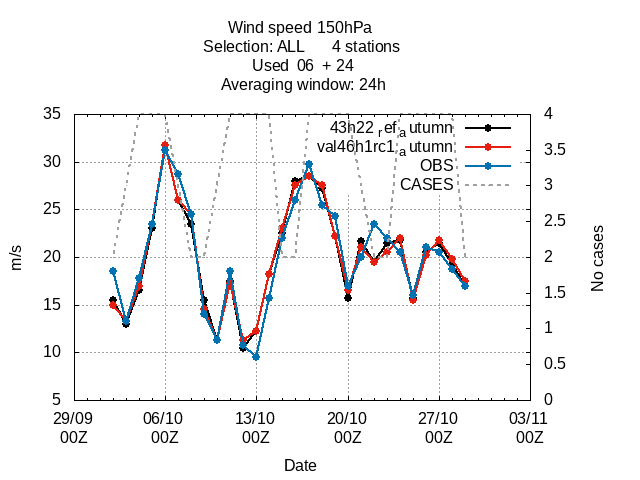 Wind speed 150hPa
Selection: ALL 4 stations
Used 06 + 24
Averaging window: 24h
43h22_ref_autumn
val46h1rc1_autumn
OBS
CASES
35
30
25
20
15
10
5
m/s
4
3.5
3
2.5
2
1.5
1
0.5
0
No cases
29/09 06/10 13/10 20/10 27/10 03/11
00Z 00Z 00Z 00Z 00Z 00Z
Date